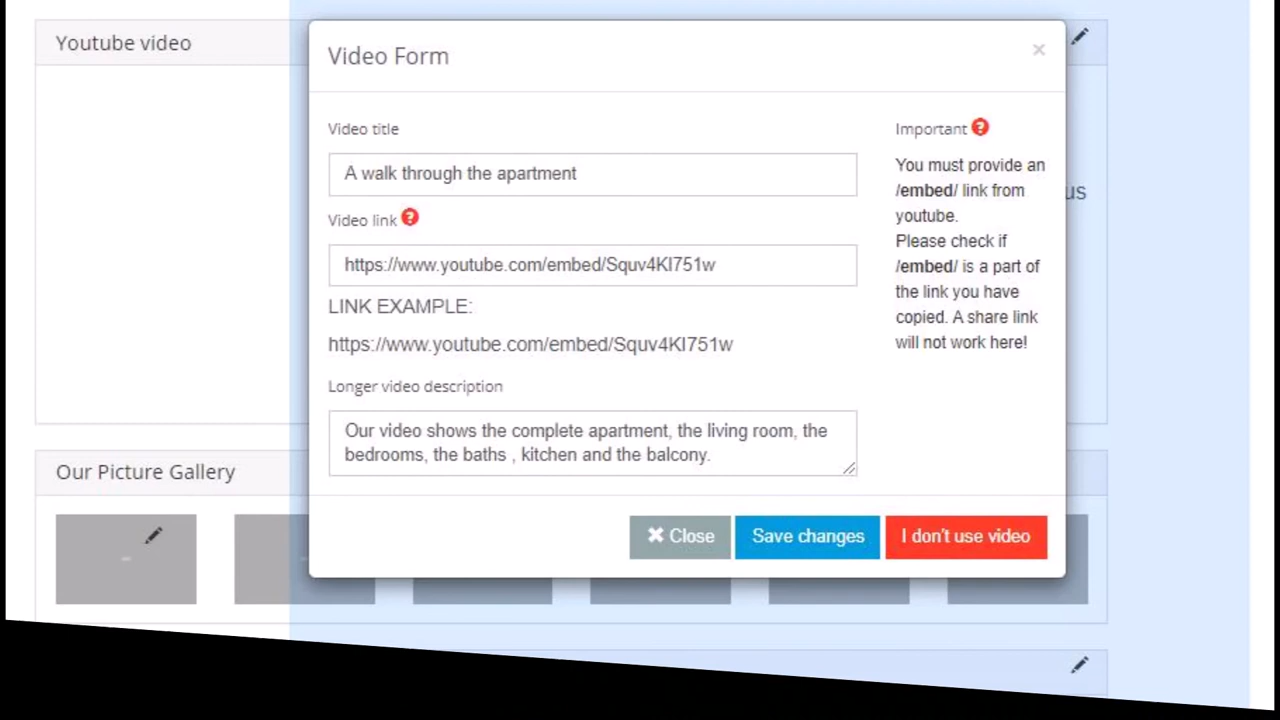 Youtube video
Video Form
×
Video title
Important ?
A walk through the apartment
You must provide an
/embed/ link from
youtube.
Please check if
/embed/ is a part of
the link you have
copied. A share link
will not work here!
us
Video link ?
https://www.youtube.com/embed/Squv4KI751w
LINK EXAMPLE:
https://www.youtube.com/embed/Squv4KI751w
Longer video description
Our video shows the complete apartment, the living room, the
bedrooms, the baths , kitchen and the balcony.
Our Picture Gallery
✖ Close
Save changes
I don't use video